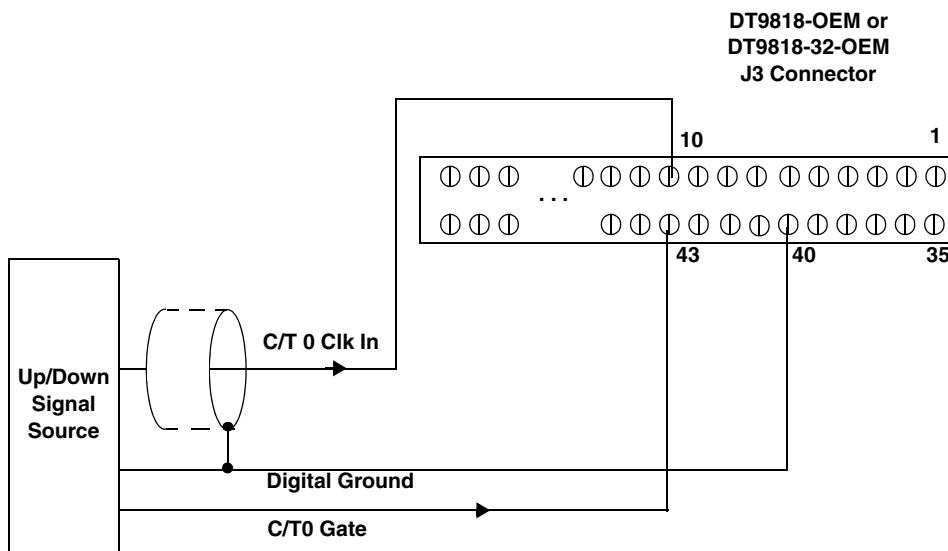 DT9818-OEM or
DT9818-32-OEM
J3 Connector
10
1
. . .
43
40
35
C/T 0 Clk In
Up/Down
Signal
Source
Digital Ground
C/T0 Gate